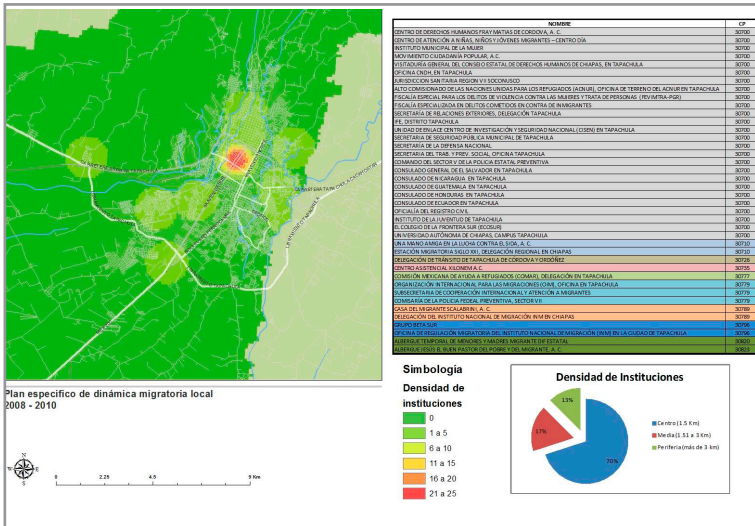 NOMBRE CP
CENTRO DE DERECHOS HUMANOS FRAY MATIAS DE CORDOVA, A. C. 30700
CENTRO DE ATENCIÓN A NIÑAS, NIÑOS Y JÓVENES MIGRANTES –CENTRO DÍA 30700
INSTITUTO MUNICIPAL DE LA MUJER 30700
MOVIMIENTO CIUDADANÍA POPULAR, A.C. 30700
VISITADURÍA GENERAL DEL CONSEJO ESTATAL DE DERECHOS HUMANOS DE CHIAPAS, EN TAPACHULA 30700
OFICINA CNDH, EN TAPACHULA 30700
JURISDICCION SANITARIA REGION VII SOCONUSCO 30700
ALTO COMISIONADO DE LAS NACIONES UNIDAS PARA LOS REFUGIADOS (ACNUR), OFICINA DE TERRENO DEL ACNUR EN TAPACHULA 30700
FISCALÍA ESPECIAL PARA LOS DELITOS DE VIOLENCIA CONTRA LAS MUJERES Y TRATA DE PERSONAS (FEVIMTRA-PGR) 30700
FISCALÍA ESPECIALIZADA EN DELITOS COMETIDOS EN CONTRA DE INMIGRANTES 30700
SECRETARÍA DE RELACIONES EXTERIORES, DELEGACIÓN TAPACHULA 30700
IFE, DISTRITO TAPACHULA 30700
UNIDAD DE ENLACE CENTRO DE INVESTIGACIÓN Y SEGURIDAD NACIONAL (CISEN) EN TAPACHULA 30700
SECRETARIA DE SEGURIDAD PÚBLICA MUNICIPAL DE TAPACHULA 30700
SECRETARÍA DE LA DEFENSA NACIONAL 30700
SECRETARIA DEL TRAB. Y PREV. SOCIAL, OFICINA TAPACHULA 30700
COMANDO DEL SECTOR V DE LA POLICIA ESTATAL PREVENTIVA 30700
CONSULADO GENERAL DE EL SALVADOR EN TAPACHULA 30700
CONSULADO DE NICARAGUA EN TAPACHULA 30700
CONSULADO DE GUATEMALA EN TAPACHULA 30700
CONSULADO DE HONDURAS EN TAPACHULA 30700
CONSULADO DE ECUADOR EN TAPACHULA 30700
OFICIALÍA DEL REGISTRO CIVIL 30700
INSTITUTO DE LA JUVENTUD DE TAPACHULA 30700
EL COLEGIO DE LA FRONTERA SUR (ECOSUR) 30700
UNIVERSIDAD AUTÓNOMA DE CHIAPAS, CAMPUS TAPACHULA 30700
UNA MANO AMIGA EN LA LUCHA CONTRA EL SIDA, A. C. 30710
ESTACIÓN MIGRATORIA SIGLO XXI, DELEGACIÓN REGIONAL EN CHIAPAS 30710
DELEGACIÓN DE TRÁNSITO DE TAPACHULA DE CÓRDOVA Y ORDÓÑEZ 30726
CENTRO ASISTENCIAL XILONEM A.C. 30735
COMISIÓN MEXICANA DE AYUDA A REFUGIADOS (COMAR), DELEGACIÓN EN TAPACHULA 30777
ORGANIZACIÓN INTERNACIONAL PARA LAS MIGRACIONES (OIM), OFICINA EN TAPACHULA 30779
SUBSECRETARIA DE COOPERACIÓN INTERNACIONAL Y ATENCIÓN A MIGRANTES 30779
COMISARÍA DE LA POLICIA FEDERAL PREVENTIVA, SECTOR VII 30779
CASA DEL MIGRANTE SCALABRINI, A. C. 30789
DELEGACIÓN DEL INSTITUTO NACIONAL DE MIGRACIÓN INM EN CHIAPAS 30789
GRUPO BETA SUR 30796
OFICINA DE REGULACIÓN MIGRATORIA DEL INSTITUTO NACIONAL DE MIGRACIÓN (INM) EN LA CIUDAD DE TAPACHULA 30796
ALBERGUE TEMPORAL DE MENORES Y MADRES MIGRANTE DIF ESTATAL 30820
ALBERGUE JESÚS EL BUEN PASTOR DEL POBRE Y DEL MIGRANTE, A. C. 30823
Plan especifico de dinámica migratoria local
2008 - 2010
N
W E
S
0 2.25 4.5 9 Km
Simbologia
Densidad de
instituciones
0
1 a 5
6 a 10
11 a 15
16 a 20
21 a 25
Densidad de Instituciones
13%
17%
70%
Centro (1.5 Km)
Media (1.51 a 3 Km)
Periferia (más de 3 km)